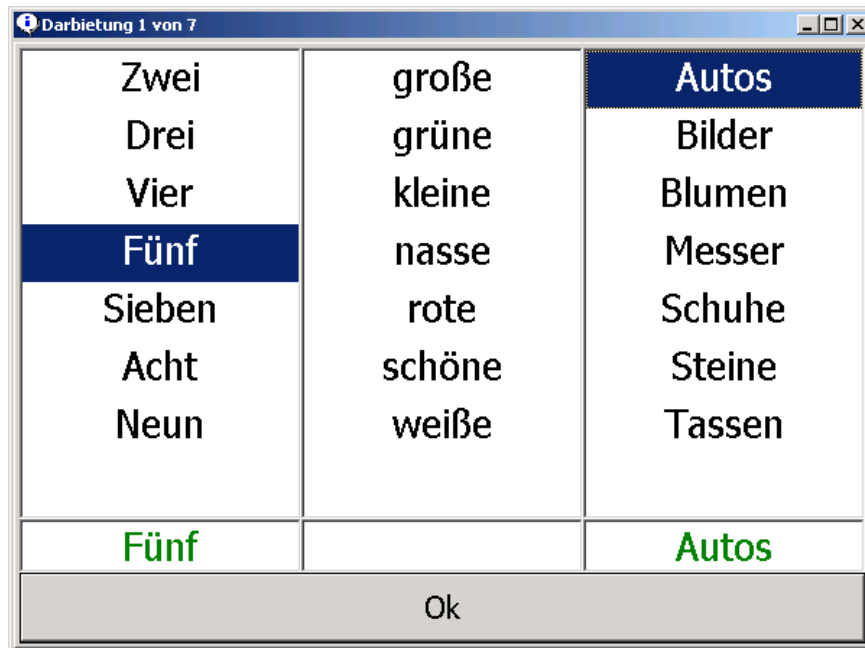 Darbietung 1 von 7
Zwei große Autos
Drei grüne Bilder
Vier kleine Blumen
Fünf nasse Messer
Sieben rote Schuhe
Acht schöne Steine
Neun weiße Tassen
Fünf Autos
Ok